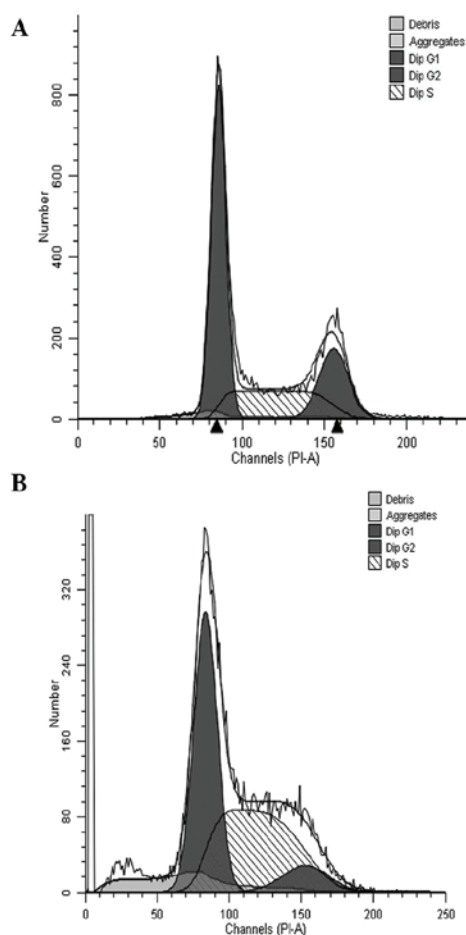 A
Debris
Aggregates
Dip G1
Dip G2
Dip S
Number
800
600
400
200
0
0 50 100 150 200
Channels (PI-A)
B
Debris
Aggregates
Dip G1
Dip G2
Dip S
Number
320
240
160
80
0
0 50 100 150 200 250
Channels (PI-A)